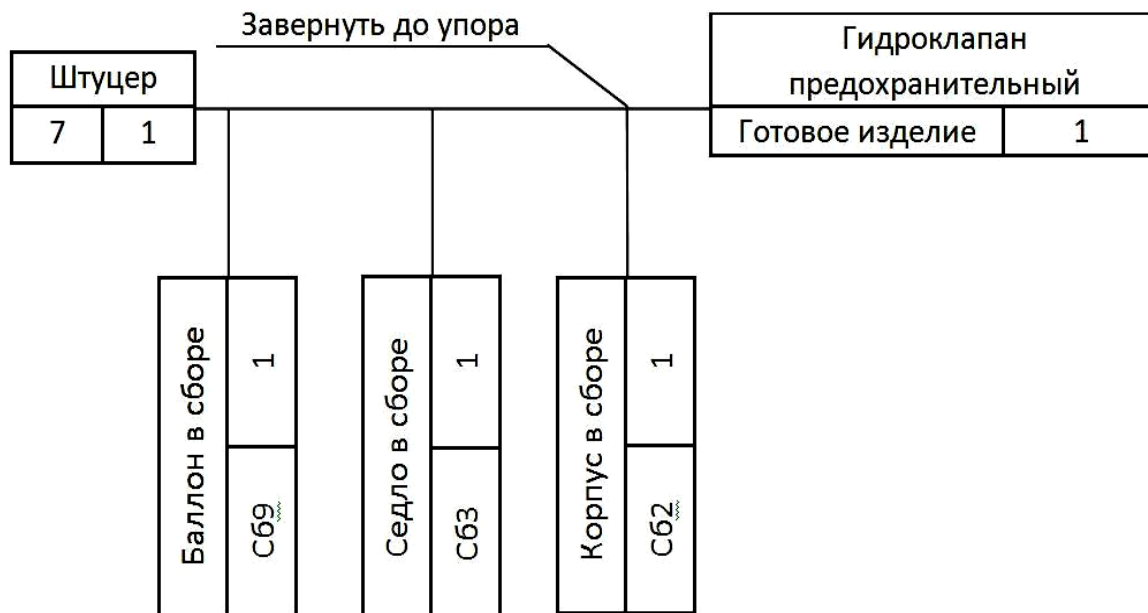 Завернуть до упора
Штуцер
7 1
Гидроклапан
предохранительный
Готовое изделие 1
Баллон в сборе
1
Сб9
Седло в сборе
1
Сб3
Корпус в сборе
1
Сб2